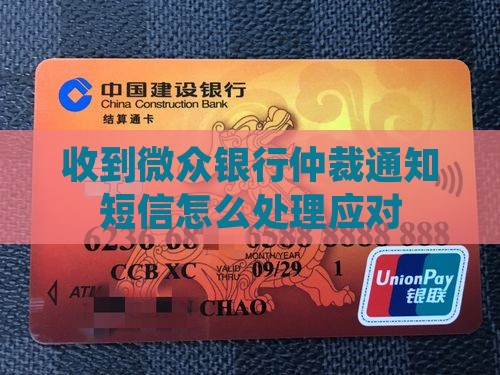 中国建设银行
China Construction Bank
结算通卡
收到微众银行仲裁通知
短信怎么处理应对
888
CCB XC VALID THRU MONTH/YEAR 09/29 1
ATM
CHAO
UnionPay
银联